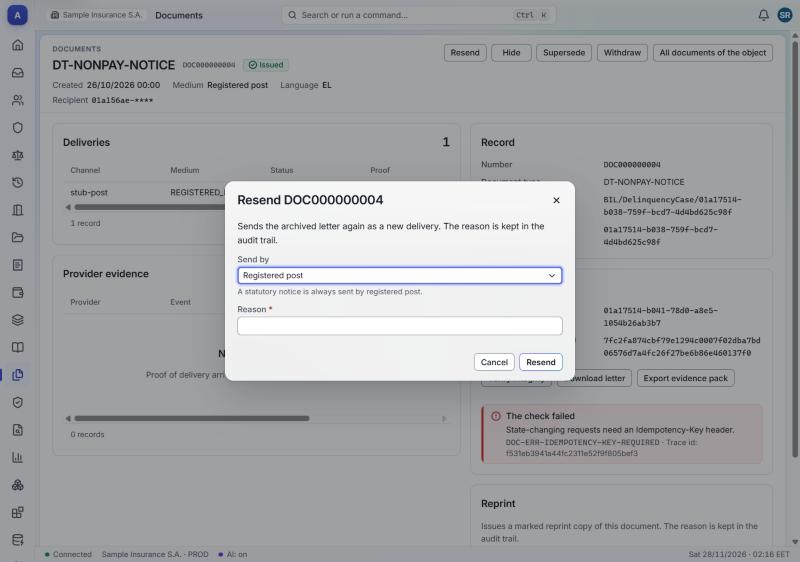 A
Sample Insurance S.A.
Documents
Search or run a command...
Ctrl K
SR
DOCUMENTS
DT-NONPAY-NOTICE DOC000000004 Issued
Resend Hide Supersede Withdraw All documents of the object
Created 26/10/2026 00:00 Medium Registered post Language EL
Recipient 01a156ae-****
Deliveries 1
Channel Medium Status Proof
stub-post REGISTERED_
1 record
Provider evidence
Provider Event
N
Proof of delivery arri
0 records
Record
Number DOC000000004
DT-NONPAY-NOTICE
BIL/DelinquencyCase/01a17514-
b038-759f-bcd7-4d4bd625c98f
01a17514-b038-759f-bcd7-
4d4bd625c98f
01a17514-b041-78d0-a8e5-
1054b26ab3b7
7fc2fa874cbf79e1294c0007f02dba7bd
06576d7a4fc26f27be6b86e460137f0
Download letter Export evidence pack
The check failed
State-changing requests need an Idempotency-Key header.
DOC-ERR-IDEMPOTENCY-KEY-REQUIRED · Trace id:
f531eb3941a44fc2311e52f9f805bef3
Reprint
Issues a marked reprint copy of this document. The reason is kept in the
audit trail.
Resend DOC000000004
Sends the archived letter again as a new delivery. The reason is kept in the
audit trail.
Send by
Registered post
A statutory notice is always sent by registered post.
Reason *
Cancel Resend
Connected Sample Insurance S.A. · PROD AI: on
Sat 28/11/2026 · 02:16 EET